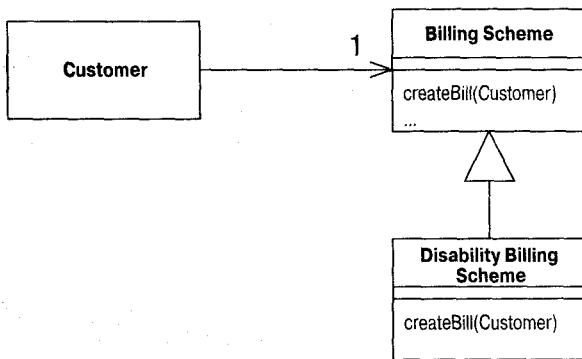 Customer
1
Billing Scheme
createBill(Customer)
...
Disability Billing
Scheme
createBill(Customer)